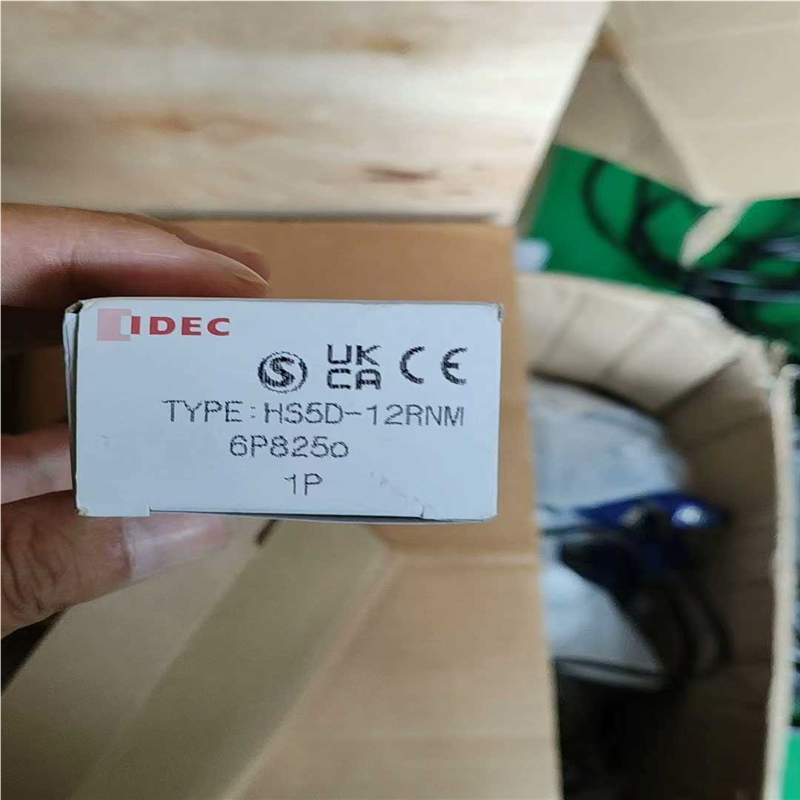 IDEC
S UK CA CE
TYPE:HS5D-12RNM
6P825o
1P